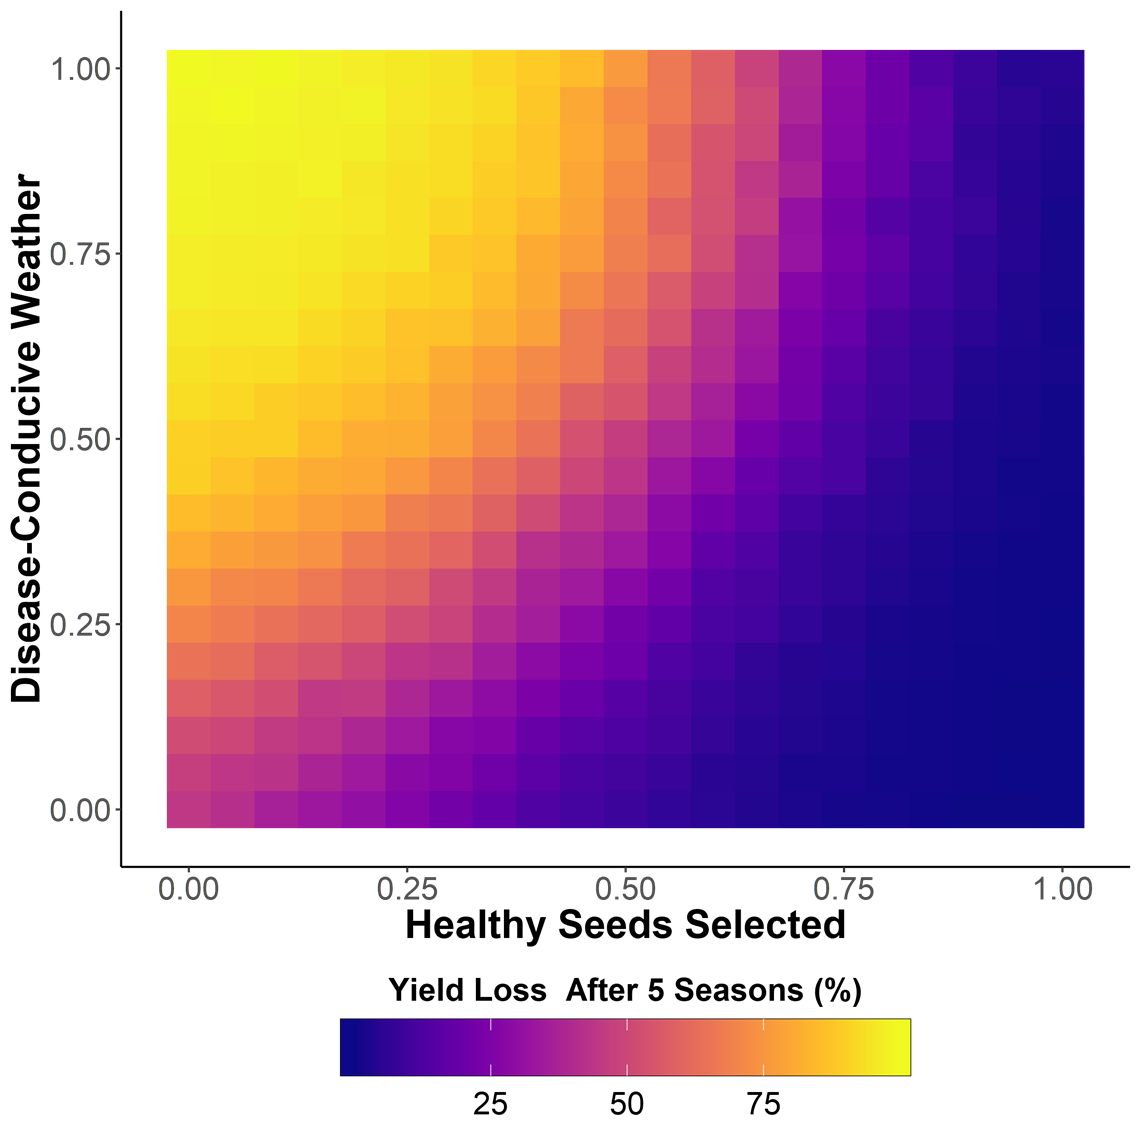 Disease-Conducive Weather
1.00
0.75
0.50
0.25
0.00
0.00 0.25 0.50 0.75 1.00
Healthy Seeds Selected
Yield Loss  After 5 Seasons (%)
25 50 75